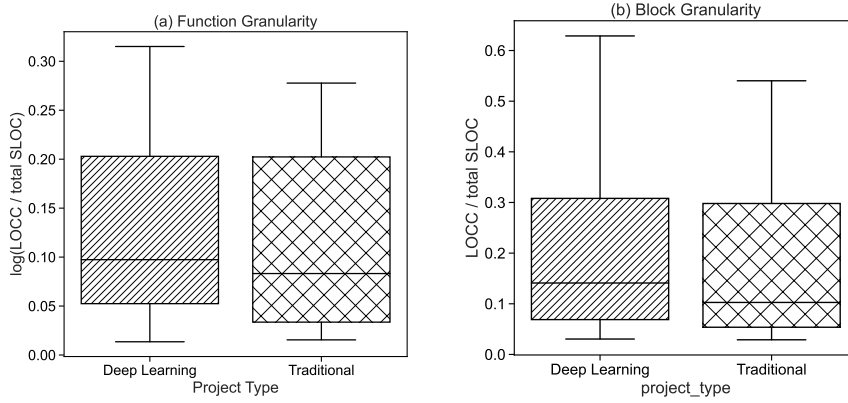 (a) Function Granularity
log(LOCC / total SLOC)
0.30
0.25
0.20
0.15
0.10
0.05
0.00
Deep Learning
Traditional
Project Type
(b) Block Granularity
LOCC / total SLOC
0.6
0.5
0.4
0.3
0.2
0.1
0.0
Deep Learning
Traditional
project_type